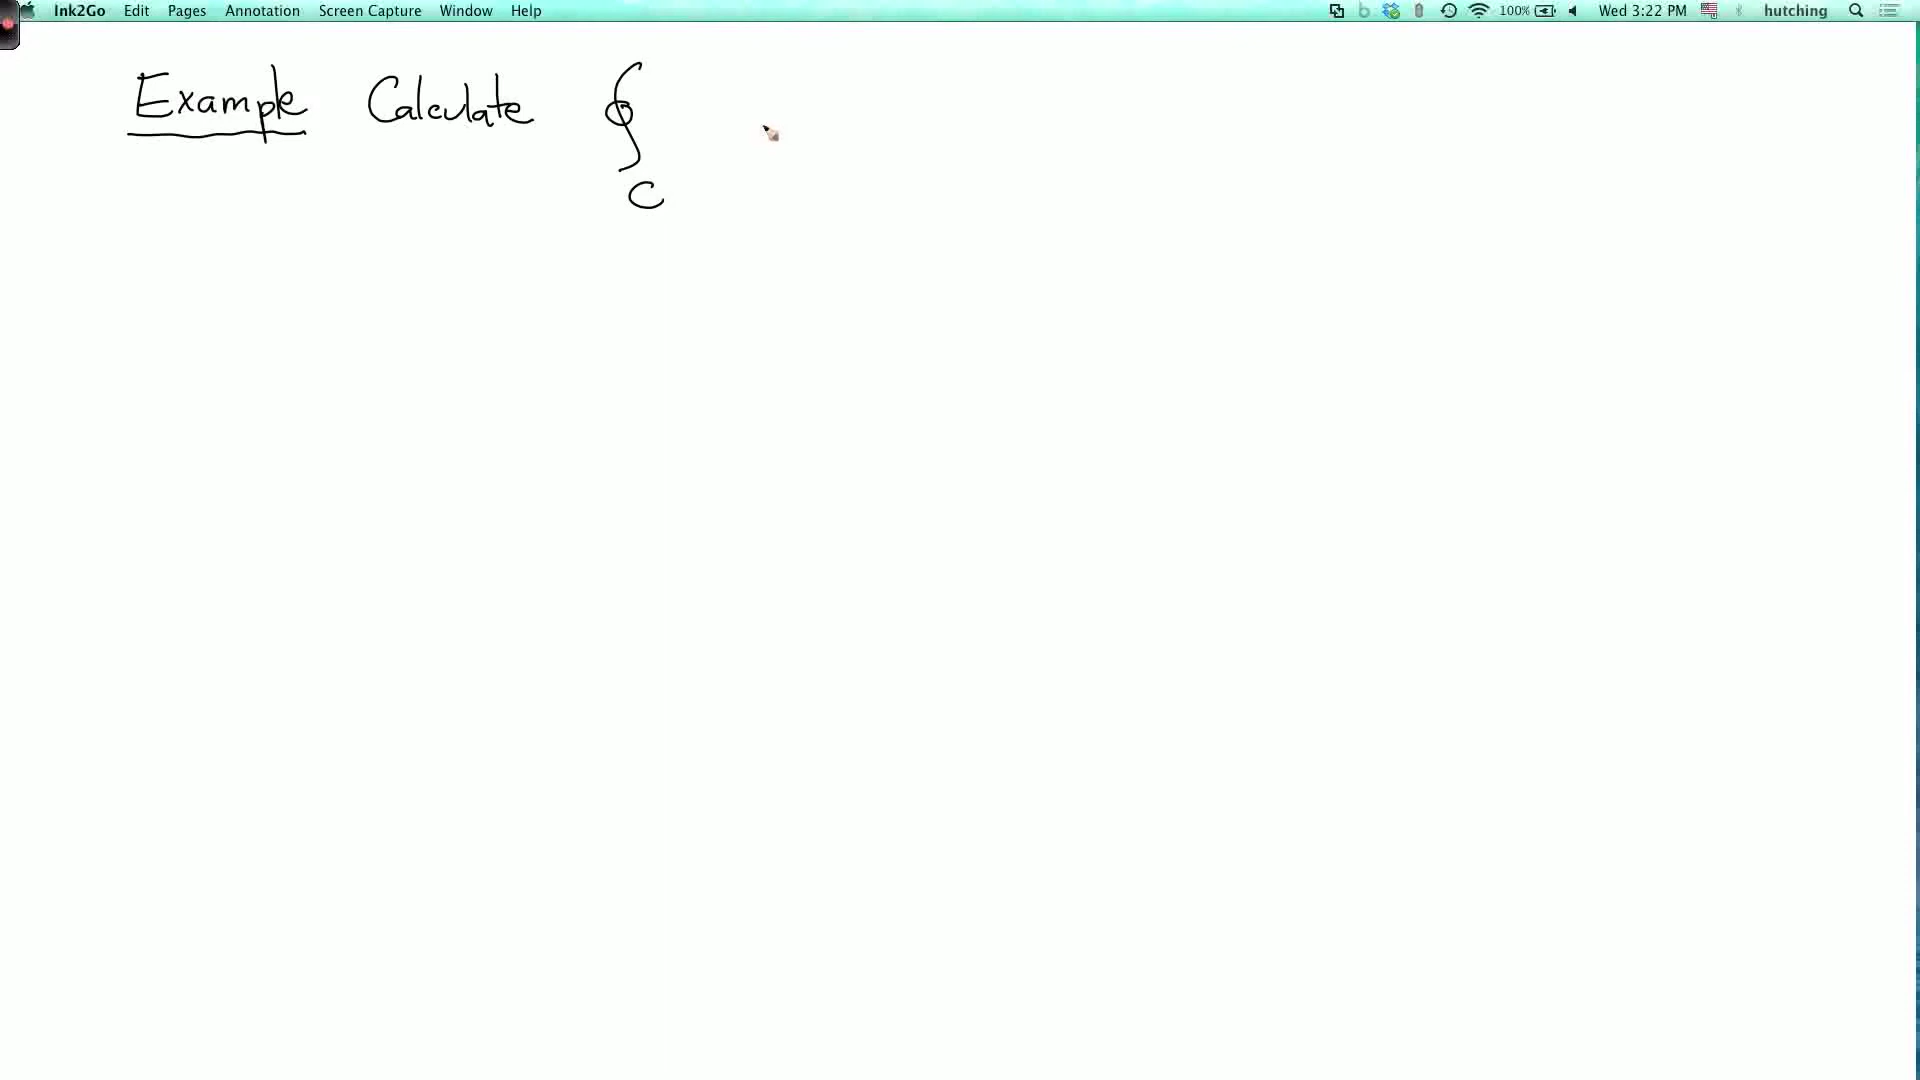 Ink2Go Edit Pages Annotation Screen Capture Window Help 100% Wed 3:22 PM hutching
Example Calculate ∮
C